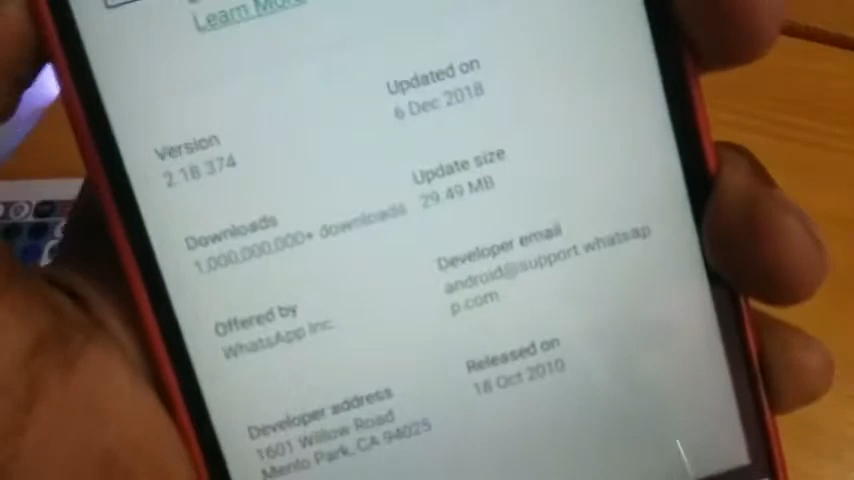 Learn More
Version
2.18.374
Updated on
6 Dec 2018
Downloads
1,000,000,000+ downloads
Update size
29.49 MB
Offered by
WhatsApp Inc.
Developer email
android@support.whatsap
p.com
Developer address
1601 Willow Road
Menlo Park, CA 94025
Released on
18 Oct 2010